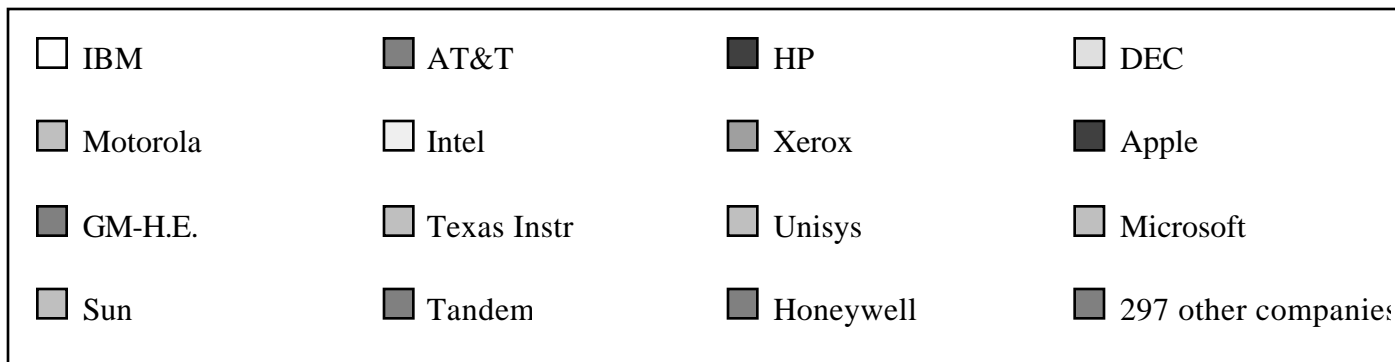 IBM AT&T HP DEC
Motorola Intel Xerox Apple
GM-H.E. Texas Instr Unisys Microsoft
Sun Tandem Honeywell 297 other companies